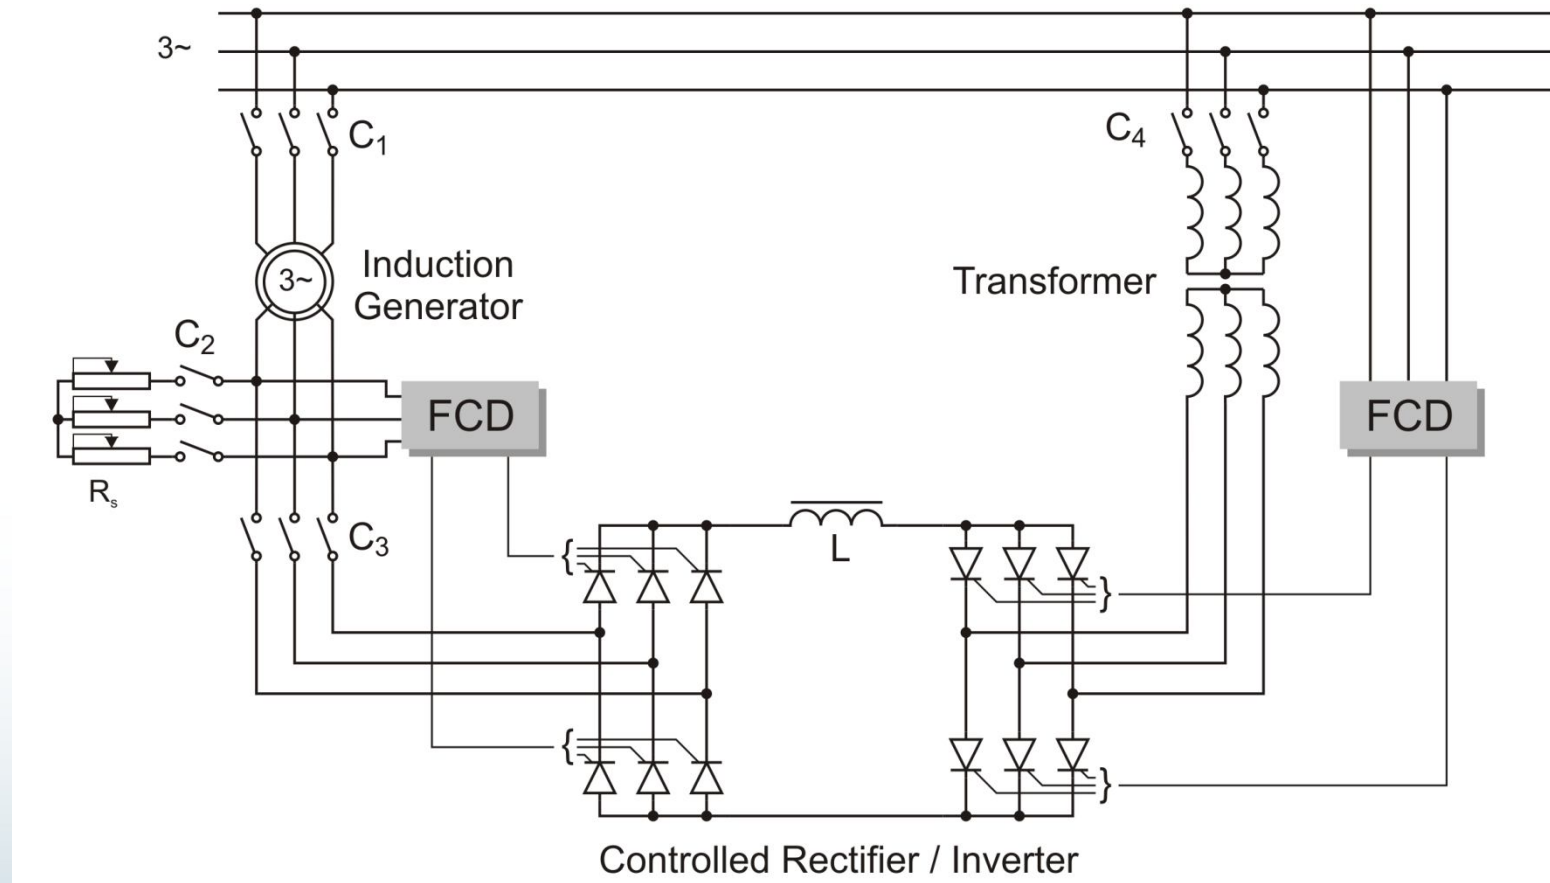 3~
C₁
C₄
Induction
Generator
3~
Transformer
C₂
FCD
FCD
Rₛ
C₃
L
Controlled Rectifier / Inverter